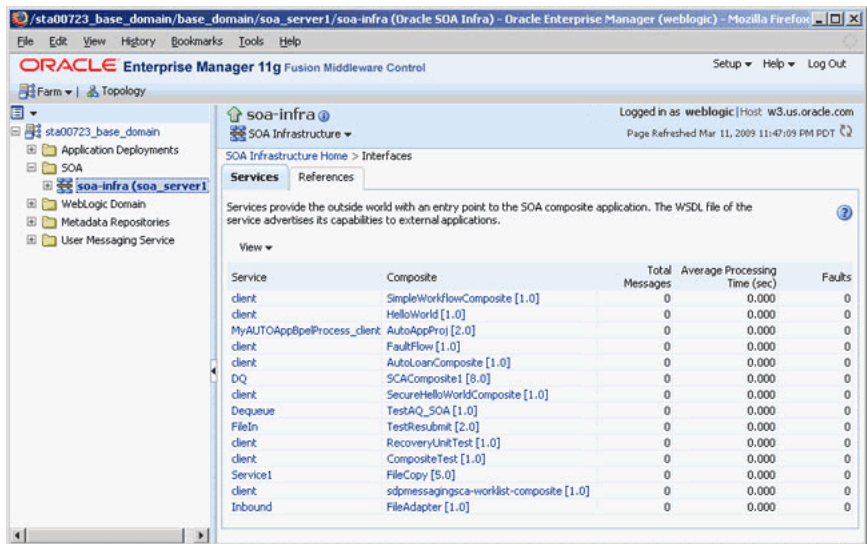 /sta00723_base_domain/base_domain/soa_server1/soa-infra (Oracle SOA Infra) - Oracle Enterprise Manager (weblogic) - Mozilla Firefox
File Edit View History Bookmarks Tools Help
ORACLE Enterprise Manager 11g Fusion Middleware Control
Setup Help Log Out
Farm Topology
sta00723_base_domain
Application Deployments
SOA
soa-infra (soa_server1
WebLogic Domain
Metadata Repositories
User Messaging Service
soa-infra
Logged in as weblogic|Host w3.us.oracle.com
SOA Infrastructure
Page Refreshed Mar 11, 2009 11:47:09 PM PDT
SOA Infrastructure Home > Interfaces
Services References
Services provide the outside world with an entry point to the SOA composite application. The WSDL file of the
service advertises its capabilities to external applications.
View
Service Composite Total Messages Average Processing Time (sec) Faults
client SimpleWorkflowComposite [1.0] 0 0.000 0
client HelloWorld [1.0] 0 0.000 0
MyAUTOAppBpelProcess_client AutoAppProj [2.0] 0 0.000 0
client FaultFlow [1.0] 0 0.000 0
client AutoLoanComposite [1.0] 0 0.000 0
DQ SCAComposite1 [8.0] 0 0.000 0
client SecureHelloWorldComposite [1.0] 0 0.000 0
Dequeue TestAQ_SOA [1.0] 0 0.000 0
FileIn TestResubmit [2.0] 0 0.000 0
client RecoveryUnitTest [1.0] 0 0.000 0
client CompositeTest [1.0] 0 0.000 0
Service1 FileCopy [5.0] 0 0.000 0
client sdpmessagingsca-worklist-composite [1.0] 0 0.000 0
Inbound FileAdapter [1.0] 0 0.000 0